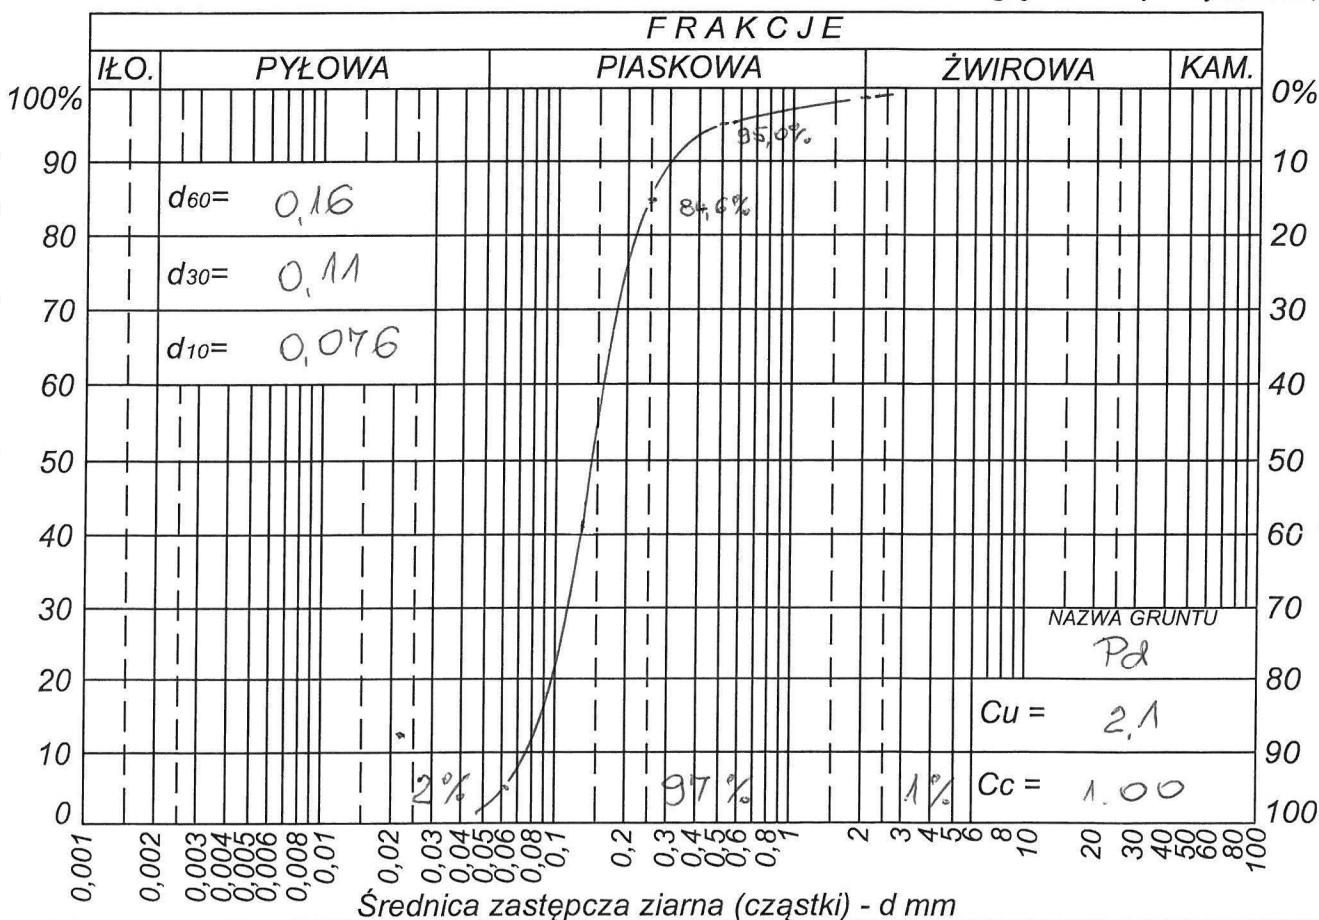 FRAKCJE
IŁO. PYŁOWA PIASKOWA ŻWIROWA KAM.
100% 0%
95,0%
90 10
d60= 0,16
84,6%
80 20
d30= 0,11
70 30
d10= 0,076
60 40
50 50
40 60
30 70
NAZWA GRUNTU
Pd
20 80
Cu = 2,1
10 90
2% 97% 1% Cc = 1.00
0 100
0,001 0,002 0,003 0,004 0,005 0,006 0,008 0,01 0,02 0,03 0,04 0,05 0,06 0,08 0,1 0,2 0,3 0,4 0,5 0,6 0,8 1 2 3 4 5 6 8 10 20 30 40 50 60 80 100
Średnica zastępcza ziarna (cząstki) - d mm